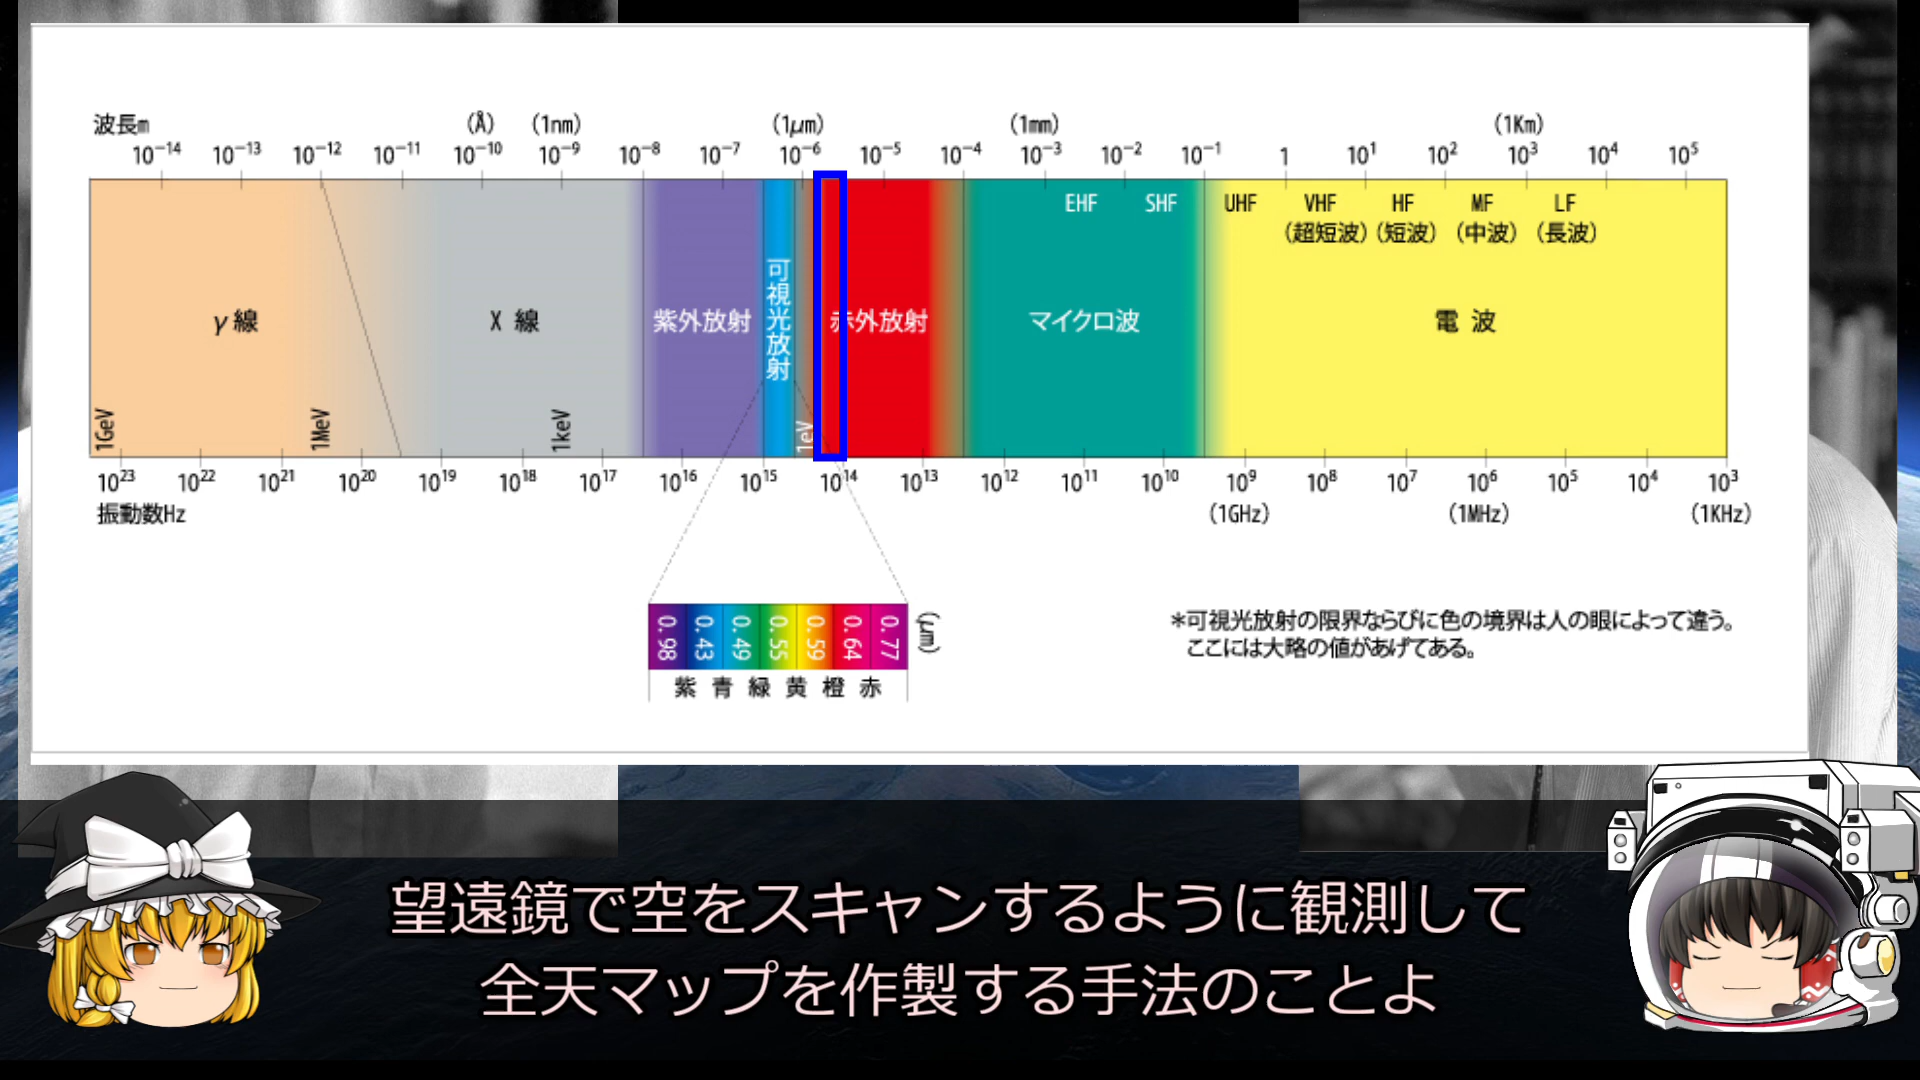 波長m (Å) (1nm) (1μm) (1mm) (1Km)
10⁻¹⁴ 10⁻¹³ 10⁻¹² 10⁻¹¹ 10⁻¹⁰ 10⁻⁹ 10⁻⁸ 10⁻⁷ 10⁻⁶ 10⁻⁵ 10⁻⁴ 10⁻³ 10⁻² 10⁻¹ 1 10¹ 10² 10³ 10⁴ 10⁵
EHF SHF UHF VHF HF MF LF
(超短波) (短波) (中波) (長波)
γ線 X 線 紫外放射 可視光放射 赤外放射 マイクロ波 電 波
1GeV 1MeV 1keV 1eV
10²³ 10²² 10²¹ 10²⁰ 10¹⁹ 10¹⁸ 10¹⁷ 10¹⁶ 10¹⁵ 10¹⁴ 10¹³ 10¹² 10¹¹ 10¹⁰ 10⁹ 10⁸ 10⁷ 10⁶ 10⁵ 10⁴ 10³
振動数Hz (1GHz) (1MHz) (1KHz)
0.98 0.43 0.49 0.55 0.59 0.64 0.77 (μm)
紫 青 緑 黄 橙 赤
*可視光放射の限界ならびに色の境界は人の眼によって違う。
ここには大略の値があげてある。
望遠鏡で空をスキャンするように観測して
全天マップを作製する手法のことよ